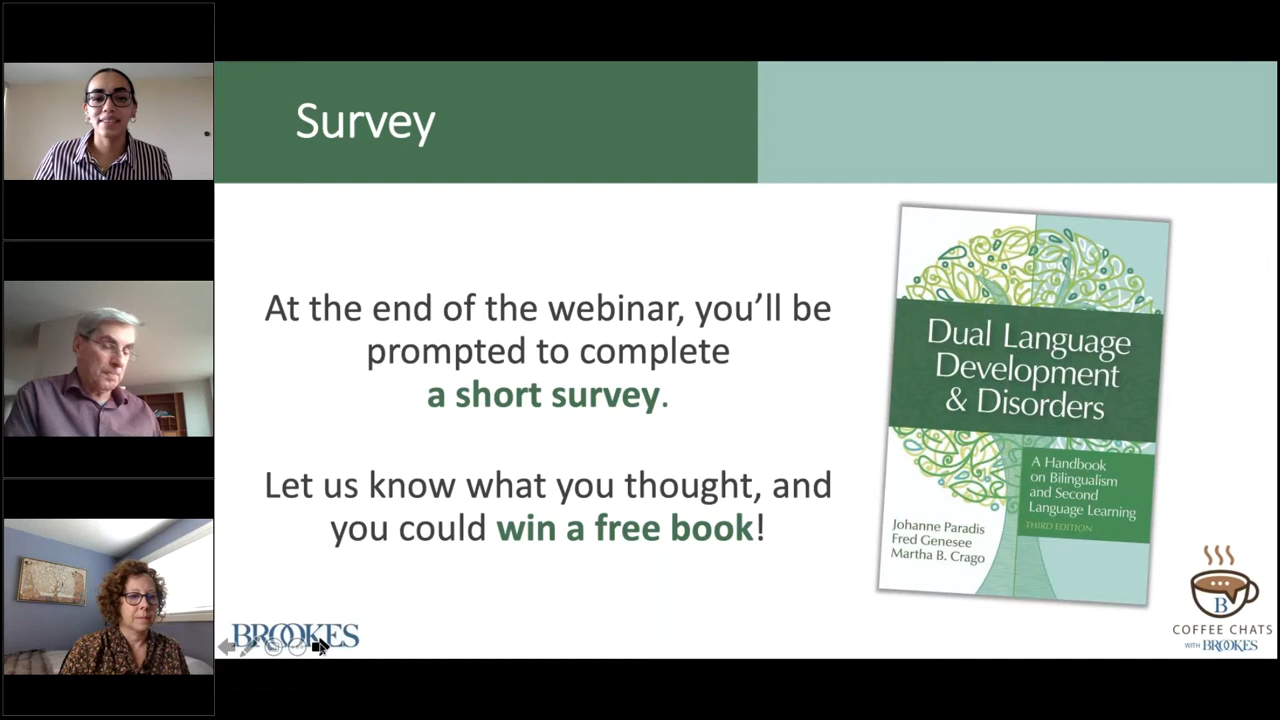 Survey
At the end of the webinar, you’ll be
prompted to complete
a short survey.
Let us know what you thought, and
you could win a free book!
Dual Language
Development
& Disorders
A Handbook
on Bilingualism
and Second
Language Learning
THIRD EDITION
Johanne Paradis
Fred Genesee
Martha B. Crago
BROOKES
B
COFFEE CHATS
WITH BROOKES